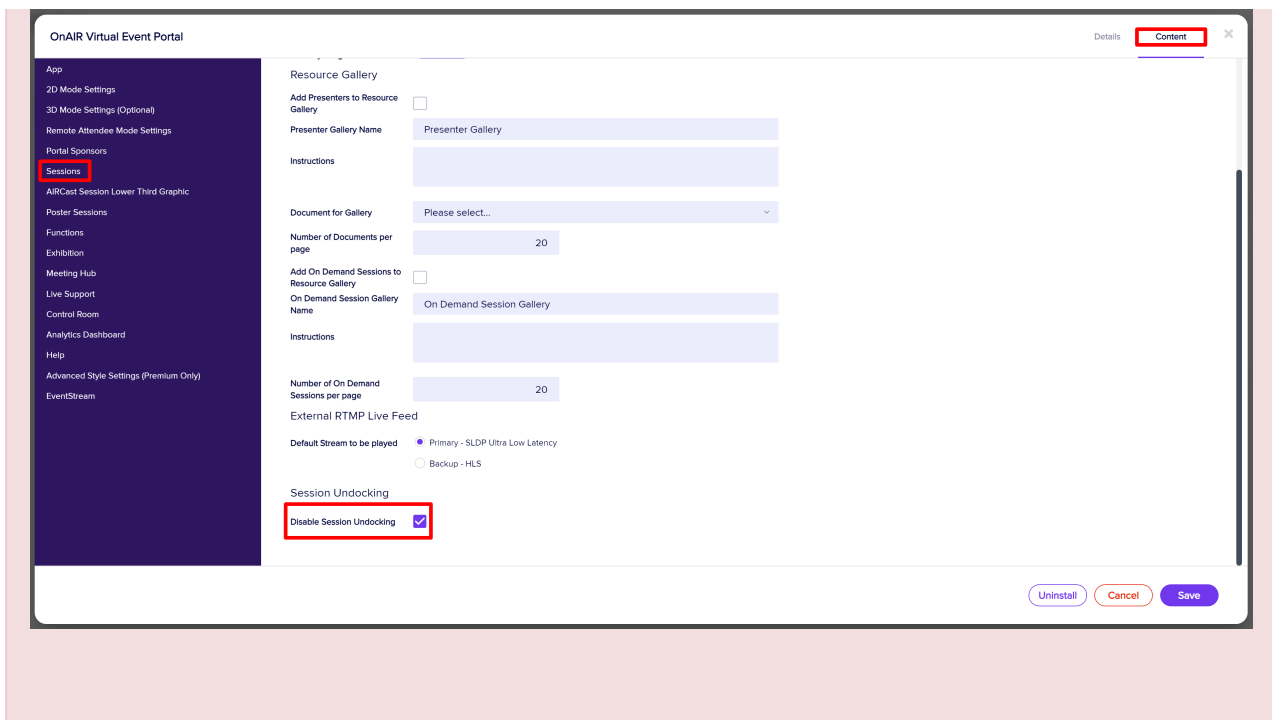 OnAIR Virtual Event Portal
Details
Content
App
2D Mode Settings
3D Mode Settings (Optional)
Remote Attendee Mode Settings
Portal Sponsors
Sessions
AIRCast Session Lower Third Graphic
Poster Sessions
Functions
Exhibition
Meeting Hub
Live Support
Control Room
Analytics Dashboard
Help
Advanced Style Settings (Premium Only)
EventStream
Resource Gallery
Add Presenters to Resource
Gallery
Presenter Gallery Name
Presenter Gallery
Instructions
Document for Gallery
Please select...
Number of Documents per
page
20
Add On Demand Sessions to
Resource Gallery
On Demand Session Gallery
Name
On Demand Session Gallery
Instructions
Number of On Demand
Sessions per page
20
External RTMP Live Feed
Default Stream to be played
Primary - SLDP Ultra Low Latency
Backup - HLS
Session Undocking
Disable Session Undocking
Uninstall
Cancel
Save